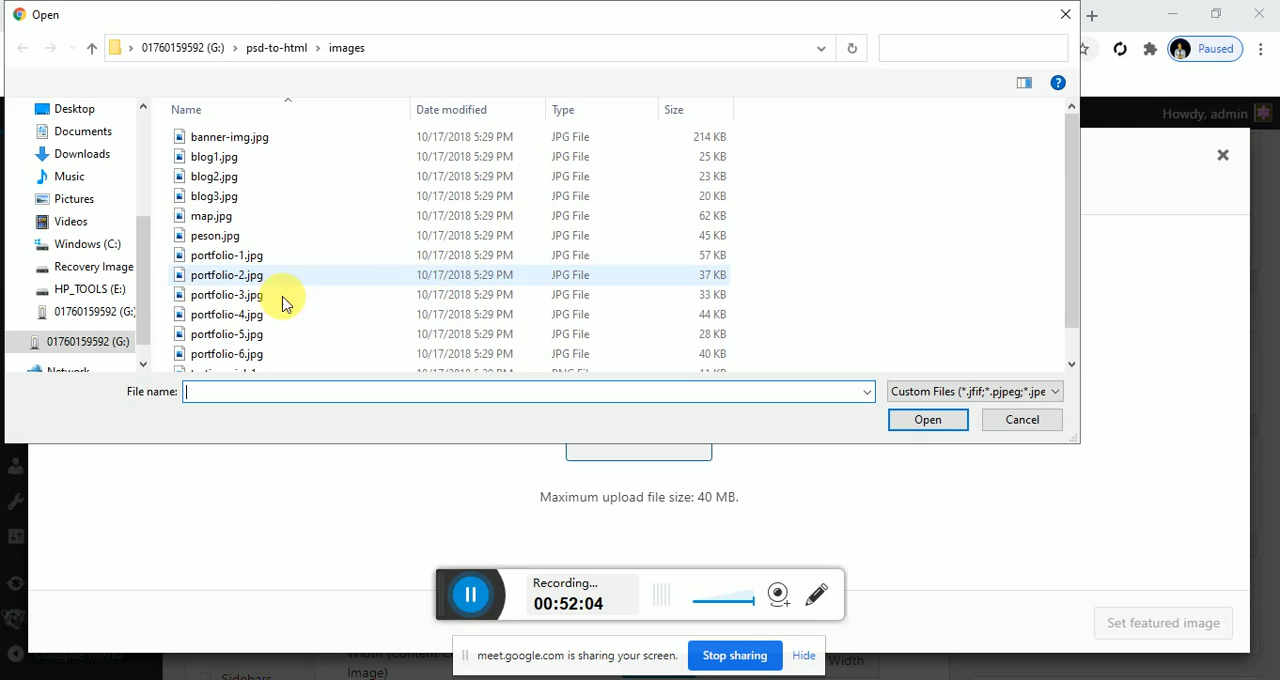 Open
01760159592 (G:) › psd-to-html › images
Paused
Howdy, admin
Desktop
Documents
Downloads
Music
Pictures
Videos
Windows (C:)
Recovery Image
HP_TOOLS (E:)
01760159592 (G:
01760159592 (G:)
Network
Name Date modified Type Size
banner-img.jpg 10/17/2018 5:29 PM JPG File 214 KB
blog1.jpg 10/17/2018 5:29 PM JPG File 25 KB
blog2.jpg 10/17/2018 5:29 PM JPG File 23 KB
blog3.jpg 10/17/2018 5:29 PM JPG File 20 KB
map.jpg 10/17/2018 5:29 PM JPG File 62 KB
peson.jpg 10/17/2018 5:29 PM JPG File 45 KB
portfolio-1.jpg 10/17/2018 5:29 PM JPG File 57 KB
portfolio-2.jpg 10/17/2018 5:29 PM JPG File 37 KB
portfolio-3.jpg 10/17/2018 5:29 PM JPG File 33 KB
portfolio-4.jpg 10/17/2018 5:29 PM JPG File 44 KB
portfolio-5.jpg 10/17/2018 5:29 PM JPG File 28 KB
portfolio-6.jpg 10/17/2018 5:29 PM JPG File 40 KB
File name: Custom Files (*.jfif;*.pjpeg;*.jpe
Open Cancel
Maximum upload file size: 40 MB.
Recording...
00:52:04
Set featured image
meet.google.com is sharing your screen. Stop sharing Hide
Collapse menu
Width
Image)
Sidebars